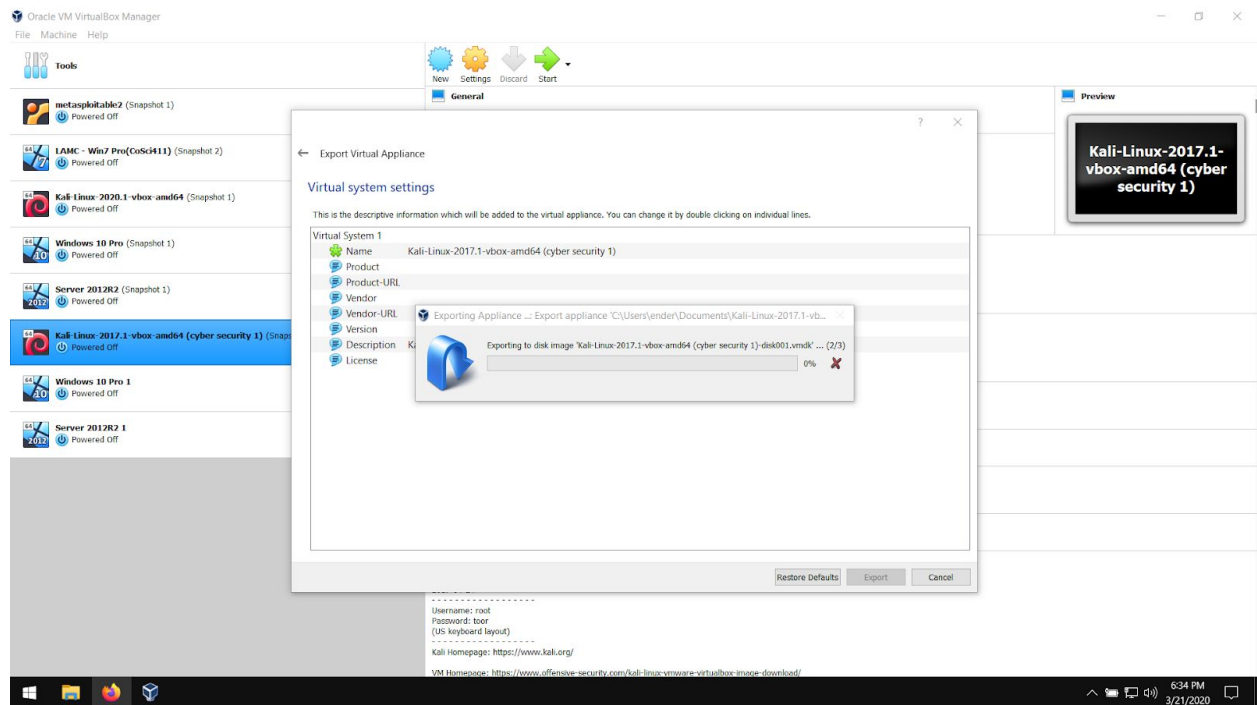 Oracle VM VirtualBox Manager
File Machine Help
Tools
New Settings Discard Start
General
Preview
metasploitable2 (Snapshot 1)
Powered Off
LAMC - Win7 Pro(CoSci411) (Snapshot 2)
Powered Off
Kali-Linux-2020.1-vbox-amd64 (Snapshot 1)
Powered Off
Windows 10 Pro (Snapshot 1)
Powered Off
Server 2012R2 (Snapshot 1)
Powered Off
Kali-Linux-2017.1-vbox-amd64 (cyber security 1) (Snaps
Powered Off
Windows 10 Pro 1
Powered Off
Server 2012R2 1
Powered Off
Kali-Linux-2017.1-
vbox-amd64 (cyber
security 1)
Export Virtual Appliance
Virtual system settings
This is the descriptive information which will be added to the virtual appliance. You can change it by double clicking on individual lines.
Virtual System 1
Name Kali-Linux-2017.1-vbox-amd64 (cyber security 1)
Product
Product-URL
Vendor
Vendor-URL
Version
Description Ka
License
Exporting Appliance ...: Export appliance 'C:\Users\ender\Documents\Kali-Linux-2017.1-vb...
Exporting to disk image 'Kali-Linux-2017.1-vbox-amd64 (cyber security 1)-disk001.vmdk' ... (2/3)
0%
Restore Defaults Export Cancel
- - - - - - - - - - - - - - - - - -
Username: root
Password: toor
(US keyboard layout)
- - - - - - - - - - - - - - - - - -
Kali Homepage: https://www.kali.org/
VM Homepage: https://www.offensive-security.com/kali-linux-vmware-virtualbox-image-download/
6:34 PM
3/21/2020